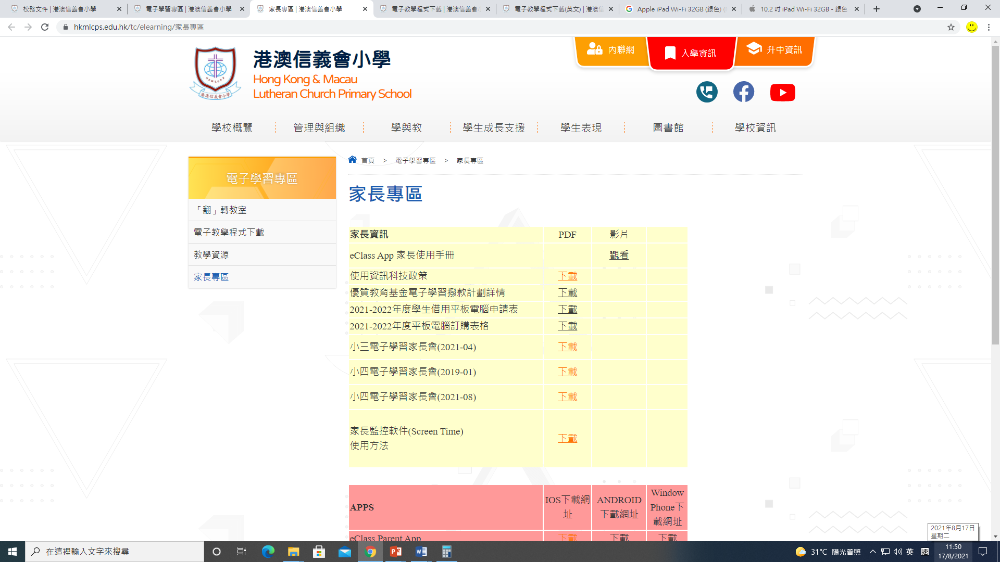 校務文件 | 港澳信義會小學
電子學習專區 | 港澳信義會小學
家長專區 | 港澳信義會小學
電子教學程式下載 | 港澳信義會
電子教學程式下載(英文) | 港澳信
Apple iPad Wi-Fi 32GB (銀色) (
10.2 吋 iPad Wi-Fi 32GB - 銀色
hkmlcps.edu.hk/tc/elearning/家長專區
港澳信義會小學
Hong Kong & Macau
Lutheran Church Primary School
HKMLCPS
港澳信義會小學
內聯網
入學資訊
升中資訊
學校概覽
管理與組織
學與教
學生成長支援
學生表現
圖書館
學校資訊
電子學習專區
「翻」轉教室
電子教學程式下載
教學資源
家長專區
首頁 > 電子學習專區 > 家長專區
家長專區
家長資訊 PDF 影片
eClass App 家長使用手冊 觀看
使用資訊科技政策 下載
優質教育基金電子學習撥款計劃詳情 下載
2021-2022年度學生借用平板電腦申請表 下載
2021-2022年度平板電腦訂購表格 下載
小三電子學習家長會(2021-04) 下載
小四電子學習家長會(2019-01) 下載
小四電子學習家長會(2021-08) 下載
家長監控軟件(Screen Time)
使用方法
下載
APPS
IOS下載網
址
ANDROID
下載網址
Window
Phone下
載網址
eClass Parent App 下載 下載 下載
2021年8月17日
星期二
在這裡輸入文字來搜尋
31°C 陽光普照
英
速
11:50
17/8/2021